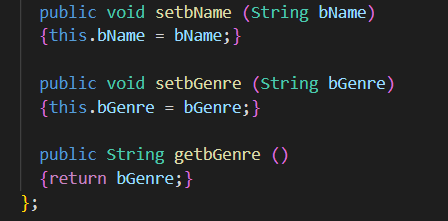 public void setbName (String bName)
{this.bName = bName;}
public void setbGenre (String bGenre)
{this.bGenre = bGenre;}
public String getbGenre ()
{return bGenre;}
};